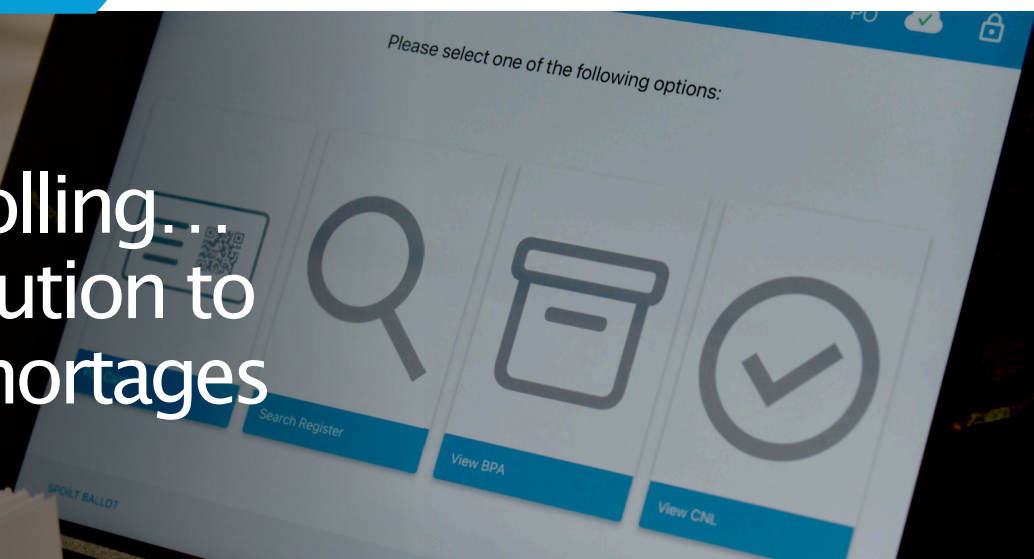 PO
Please select one of the following options:
olling...
ution to
hortages
Search Register
View BPA
View CNL
SPOILT BALLOT